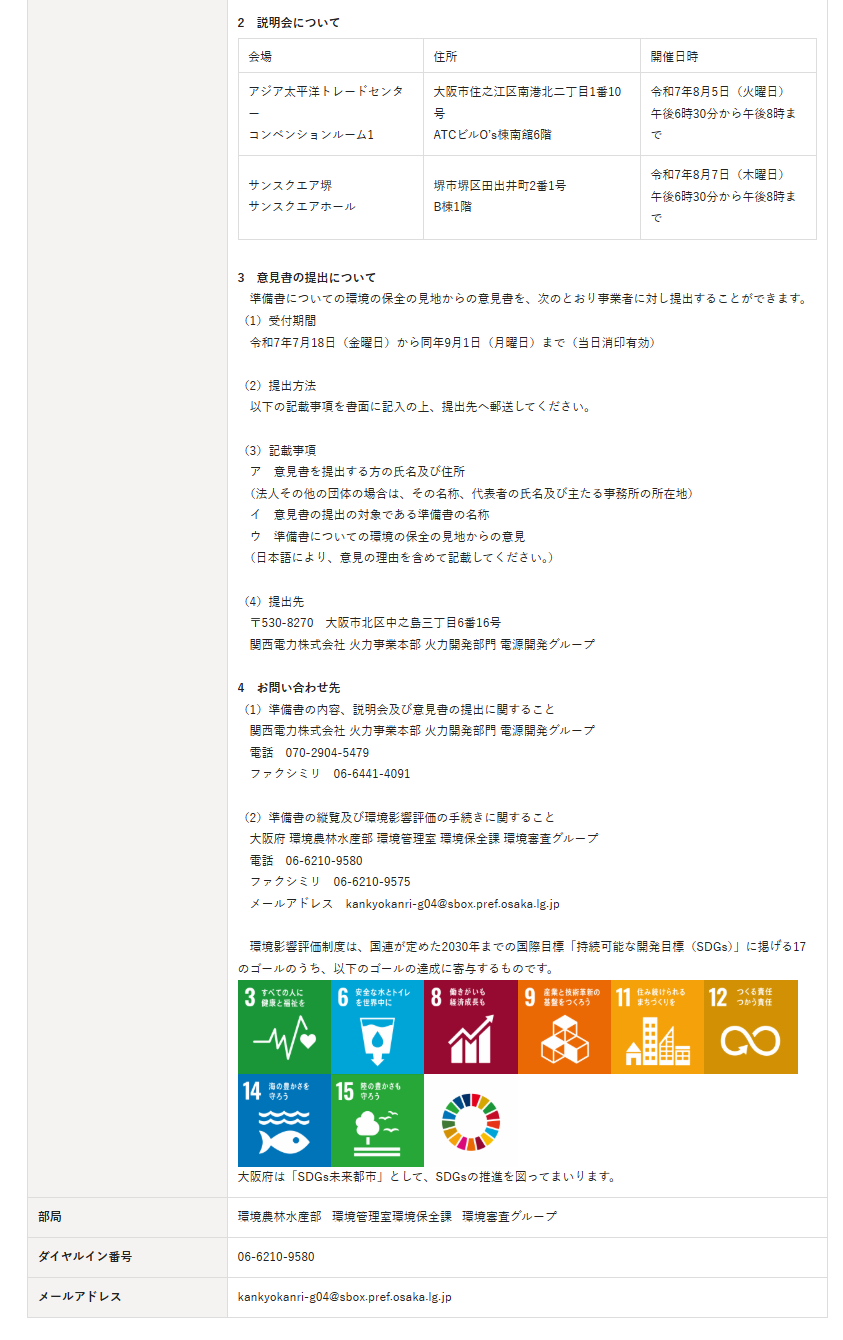 2　説明会について
会場
住所
開催日時
アジア太平洋トレードセンタ
ー
コンベンションルーム1
大阪市住之江区南港北二丁目1番10
号
ATCビルO's棟南館6階
令和7年8月5日（火曜日）
午後6時30分から午後8時ま
で
サンスクエア堺
サンスクエアホール
堺市堺区田出井町2番1号
B棟1階
令和7年8月7日（木曜日）
午後6時30分から午後8時ま
で
3　意見書の提出について
準備書についての環境の保全の見地からの意見書を、次のとおり事業者に対し提出することができます。
（1）受付期間
令和7年7月18日（金曜日）から同年9月1日（月曜日）まで（当日消印有効）
（2）提出方法
以下の記載事項を書面に記入の上、提出先へ郵送してください。
（3）記載事項
ア　意見書を提出する方の氏名及び住所
（法人その他の団体の場合は、その名称、代表者の氏名及び主たる事務所の所在地）
イ　意見書の提出の対象である準備書の名称
ウ　準備書についての環境の保全の見地からの意見
（日本語により、意見の理由を含めて記載してください。）
（4）提出先
〒530-8270　大阪市北区中之島三丁目6番16号
関西電力株式会社 火力事業本部 火力開発部門 電源開発グループ
4　お問い合わせ先
（1）準備書の内容、説明会及び意見書の提出に関すること
関西電力株式会社 火力事業本部 火力開発部門 電源開発グループ
電話　070-2904-5479
ファクシミリ　06-6441-4091
（2）準備書の縦覧及び環境影響評価の手続きに関すること
大阪府 環境農林水産部 環境管理室 環境保全課 環境審査グループ
電話　06-6210-9580
ファクシミリ　06-6210-9575
メールアドレス　kankyokanri-g04@sbox.pref.osaka.lg.jp
環境影響評価制度は、国連が定めた2030年までの国際目標「持続可能な開発目標（SDGs）」に掲げる17
のゴールのうち、以下のゴールの達成に寄与するものです。
3 すべての人に
健康と福祉を
6 安全な水とトイレ
を世界中に
8 働きがいも
経済成長も
9 産業と技術革新の
基盤をつくろう
11 住み続けられる
まちづくりを
12 つくる責任
つかう責任
14 海の豊かさを
守ろう
15 陸の豊かさも
守ろう
大阪府は「SDGs未来都市」として、SDGsの推進を図ってまいります。
部局
環境農林水産部　環境管理室環境保全課　環境審査グループ
ダイヤルイン番号
06-6210-9580
メールアドレス
kankyokanri-g04@sbox.pref.osaka.lg.jp